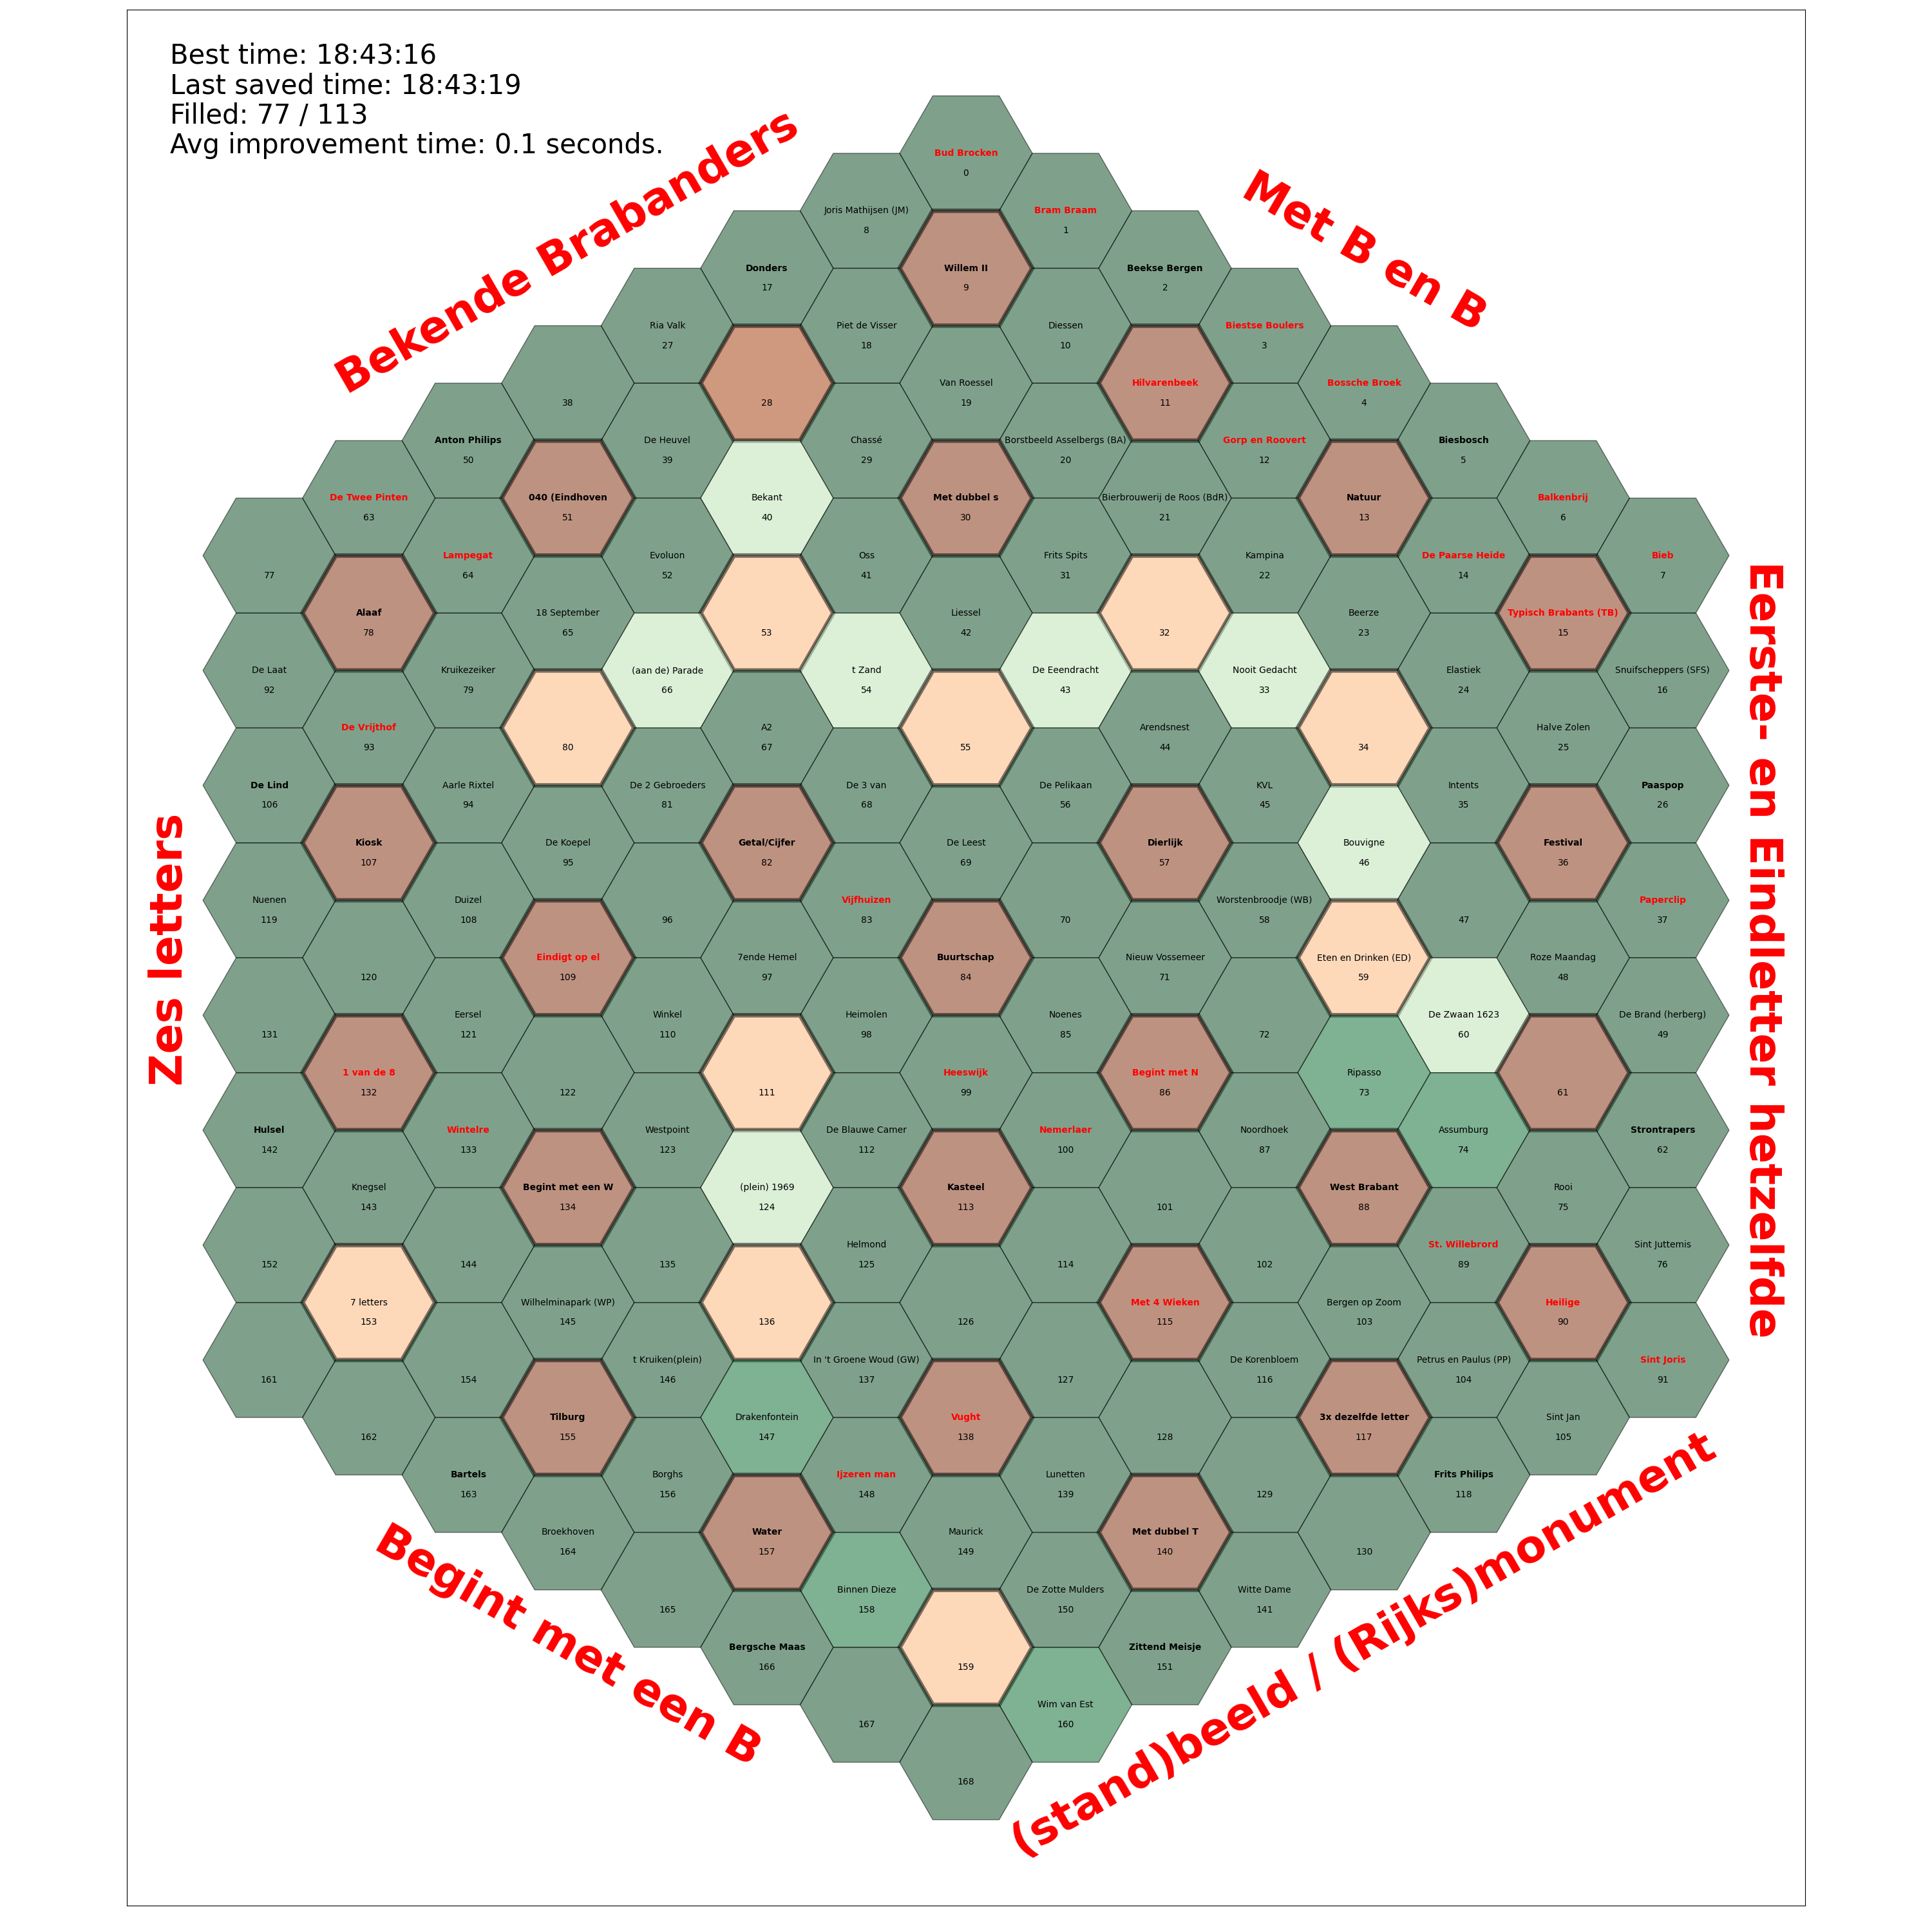 Best time: 18:43:16
Last saved time: 18:43:19
Filled: 77 / 113
Avg improvement time: 0.1 seconds.
Bekende Brabanders
Met B en B
Eerste- en Eindletter hetzelfde
(stand)beeld / (Rijks)monument
Begint met een B
Zes letters
Bud Brocken
0
Bram Braam
1
Beekse Bergen
2
Biestse Boulers
3
Bossche Broek
4
Biesbosch
5
Balkenbrij
6
Bieb
7
Joris Mathijsen (JM)
8
Willem II
9
Diessen
10
Hilvarenbeek
11
Gorp en Roovert
12
Natuur
13
De Paarse Heide
14
Typisch Brabants (TB)
15
Snuifscheppers (SFS)
16
Donders
17
Piet de Visser
18
Van Roessel
19
Borstbeeld Asselbergs (BA)
20
Bierbrouwerij de Roos (BdR)
21
Kampina
22
Beerze
23
Elastiek
24
Halve Zolen
25
Paaspop
26
Ria Valk
27
28
Chassé
29
Met dubbel s
30
Frits Spits
31
32
Nooit Gedacht
33
34
Intents
35
Festival
36
Paperclip
37
38
De Heuvel
39
Bekant
40
Oss
41
Liessel
42
De Eeendracht
43
Arendsnest
44
KVL
45
Bouvigne
46
47
Roze Maandag
48
De Brand (herberg)
49
Anton Philips
50
040 (Eindhoven
51
Evoluon
52
53
t Zand
54
55
De Pelikaan
56
Dierlijk
57
Worstenbroodje (WB)
58
Eten en Drinken (ED)
59
De Zwaan 1623
60
61
Strontrapers
62
De Twee Pinten
63
Lampegat
64
18 September
65
(aan de) Parade
66
A2
67
De 3 van
68
De Leest
69
70
Nieuw Vossemeer
71
72
Ripasso
73
Assumburg
74
Rooi
75
Sint Juttemis
76
77
Alaaf
78
Kruikezeiker
79
80
De 2 Gebroeders
81
Getal/Cijfer
82
Vijfhuizen
83
Buurtschap
84
Noenes
85
Begint met N
86
Noordhoek
87
West Brabant
88
St. Willebrord
89
Heilige
90
Sint Joris
91
De Laat
92
De Vrijthof
93
Aarle Rixtel
94
De Koepel
95
96
7ende Hemel
97
Heimolen
98
Heeswijk
99
Nemerlaer
100
101
102
Bergen op Zoom
103
Petrus en Paulus (PP)
104
Sint Jan
105
De Lind
106
Kiosk
107
Duizel
108
Eindigt op el
109
Winkel
110
111
De Blauwe Camer
112
Kasteel
113
114
Met 4 Wieken
115
De Korenbloem
116
3x dezelfde letter
117
Frits Philips
118
Nuenen
119
120
Eersel
121
122
Westpoint
123
(plein) 1969
124
Helmond
125
126
127
128
129
130
131
1 van de 8
132
Wintelre
133
Begint met een W
134
135
136
In 't Groene Woud (GW)
137
Vught
138
Lunetten
139
Met dubbel T
140
Witte Dame
141
Hulsel
142
Knegsel
143
144
Wilhelminapark (WP)
145
t Kruiken(plein)
146
Drakenfontein
147
Ijzeren man
148
Maurick
149
De Zotte Mulders
150
Zittend Meisje
151
152
7 letters
153
154
Tilburg
155
Borghs
156
Water
157
Binnen Dieze
158
159
Wim van Est
160
161
162
Bartels
163
Broekhoven
164
165
Bergsche Maas
166
167
168